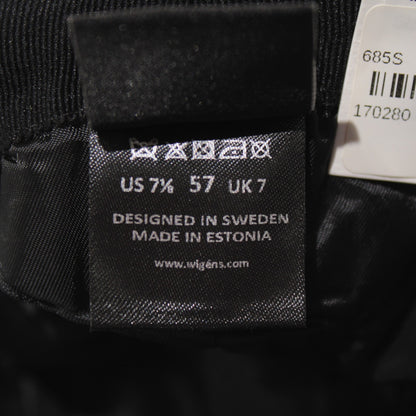 685S
170280
US 7⅛ 57 UK 7
DESIGNED IN SWEDEN
MADE IN ESTONIA
www.wigens.com